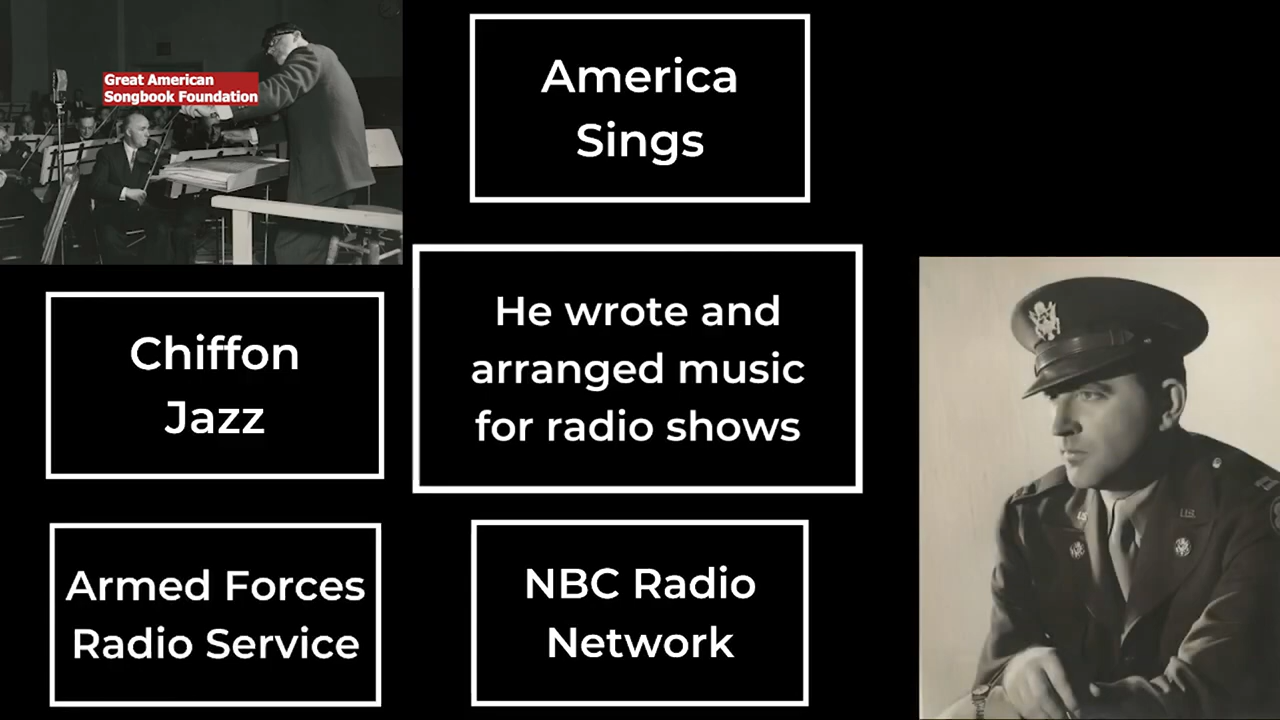 Great American
Songbook Foundation
America
Sings
He wrote and
arranged music
for radio shows
Chiffon
Jazz
Armed Forces
Radio Service
NBC Radio
Network